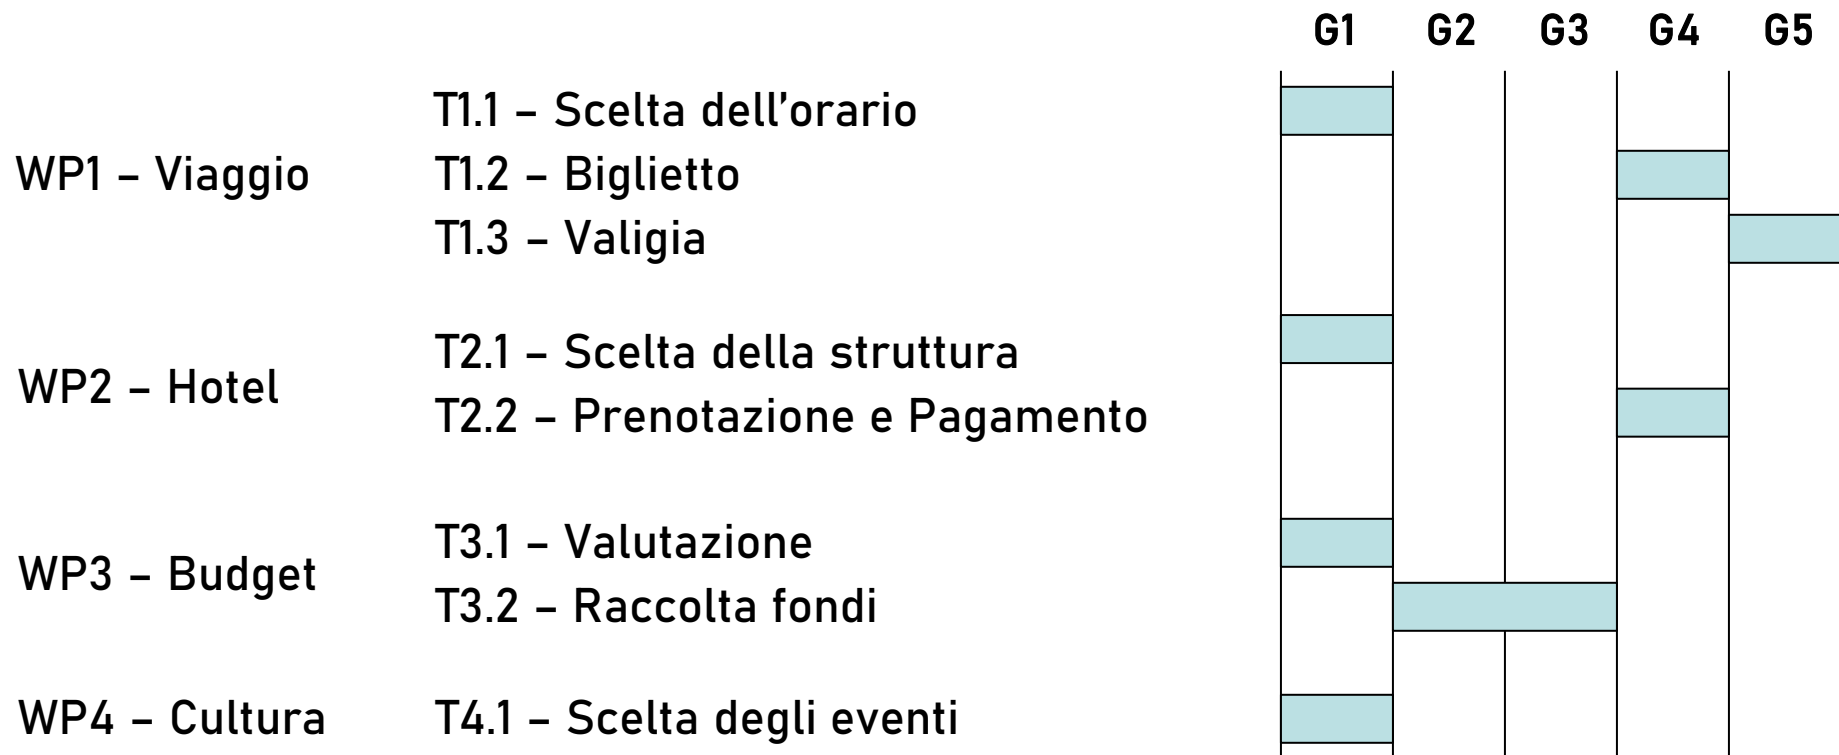 G1 G2 G3 G4 G5
T1.1 – Scelta dell’orario
WP1 – Viaggio T1.2 – Biglietto
T1.3 – Valigia
T2.1 – Scelta della struttura
WP2 – Hotel
T2.2 – Prenotazione e Pagamento
T3.1 – Valutazione
WP3 – Budget
T3.2 – Raccolta fondi
WP4 – Cultura T4.1 – Scelta degli eventi